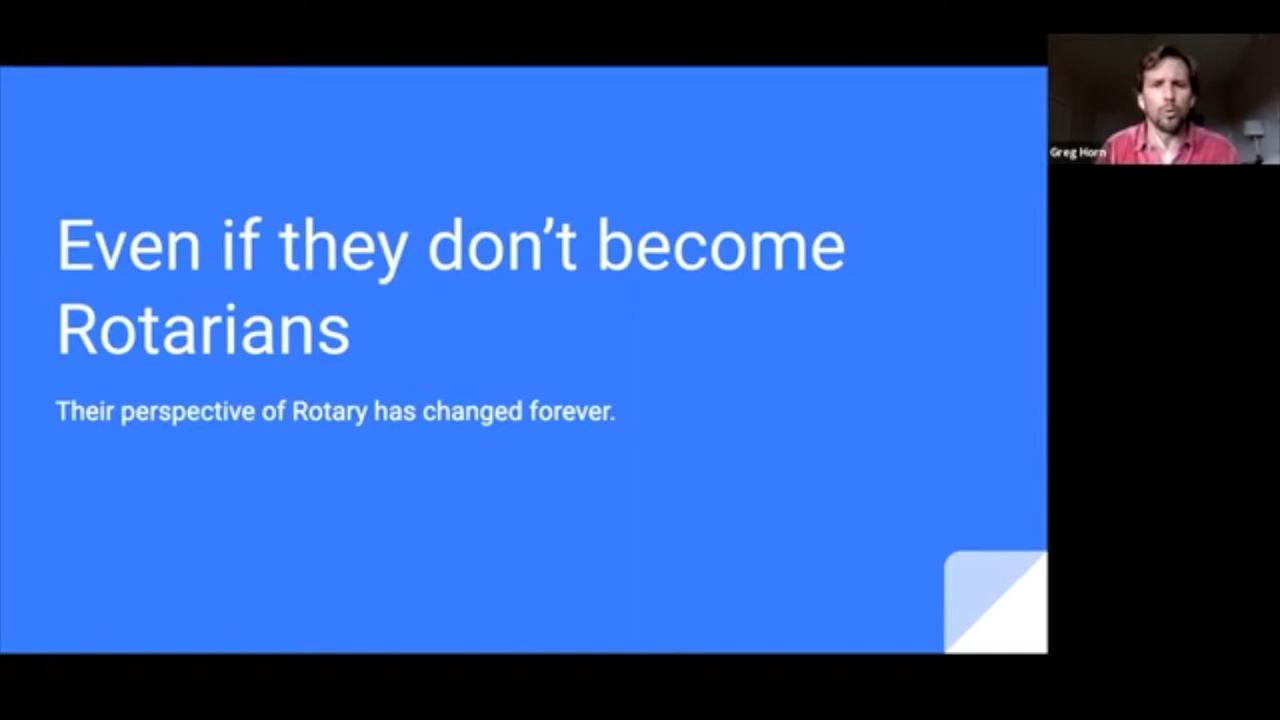 Even if they don’t become
Rotarians
Their perspective of Rotary has changed forever.
Greg Horn